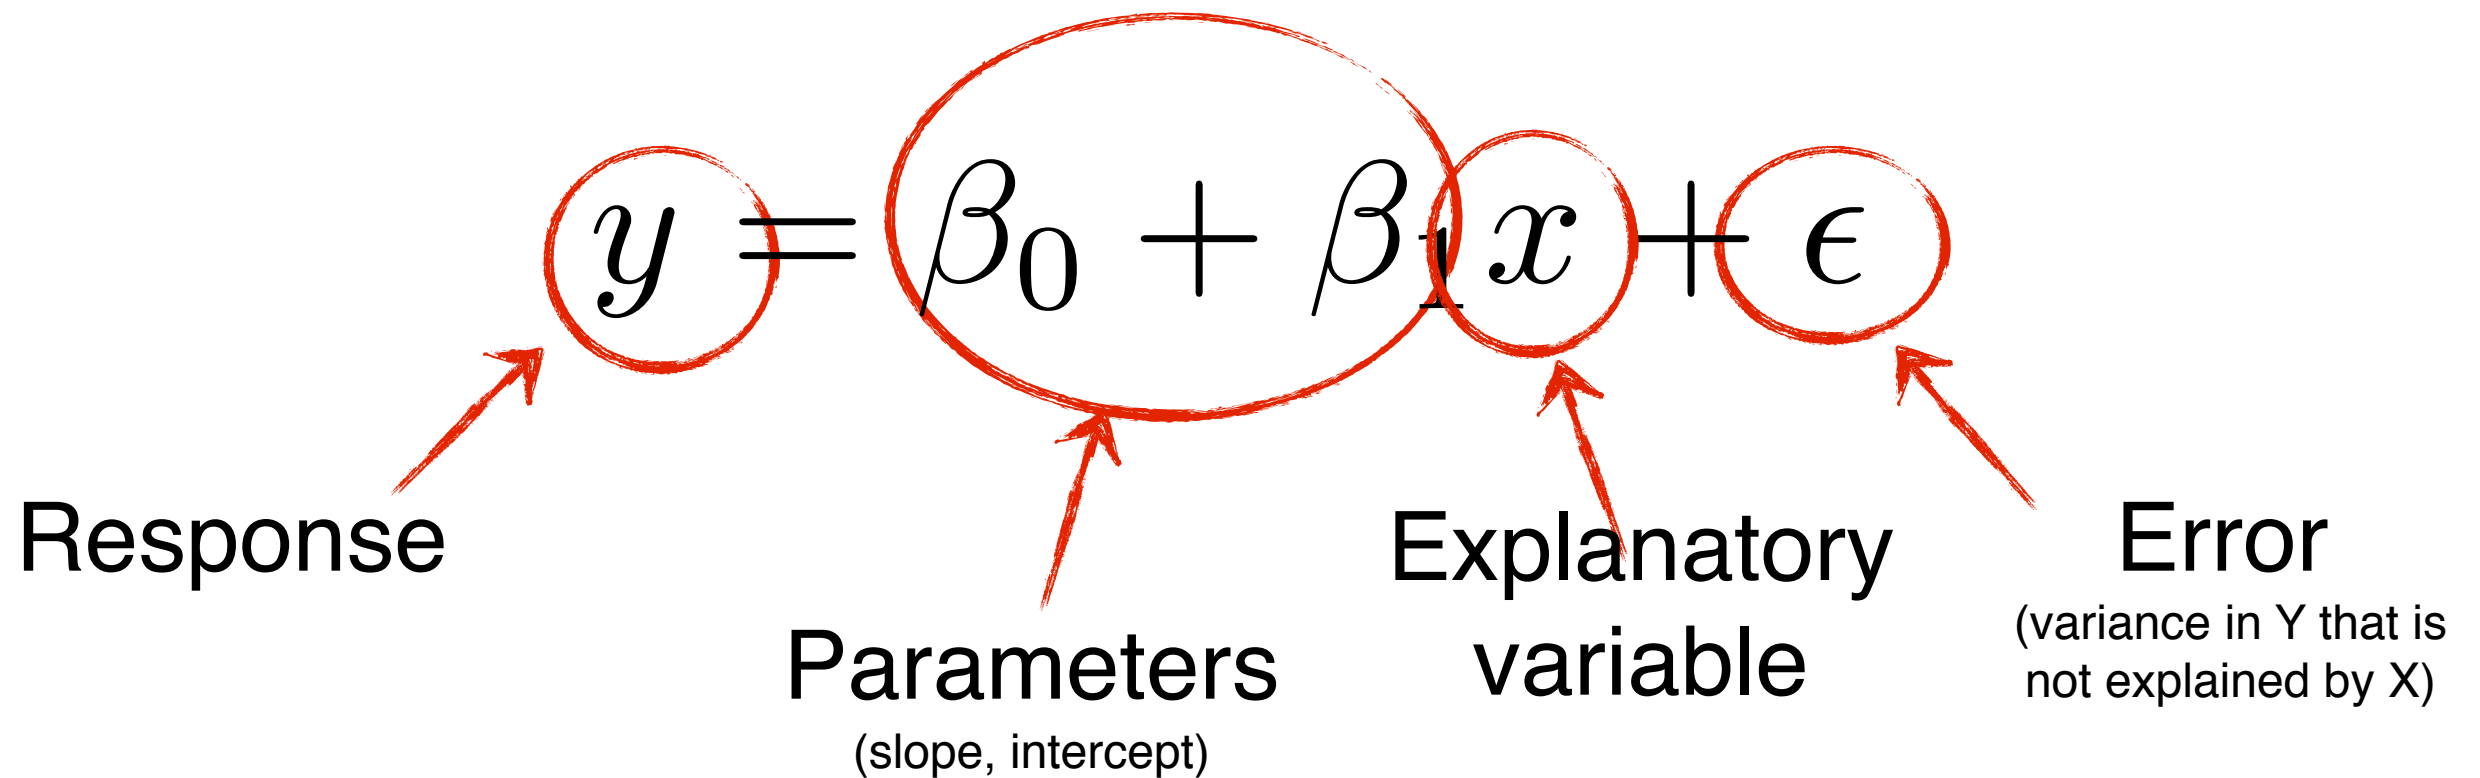 y = β₀ + β₁x + ϵ
Response
Parameters
(slope, intercept)
Explanatory
variable
Error
(variance in Y that is
not explained by X)